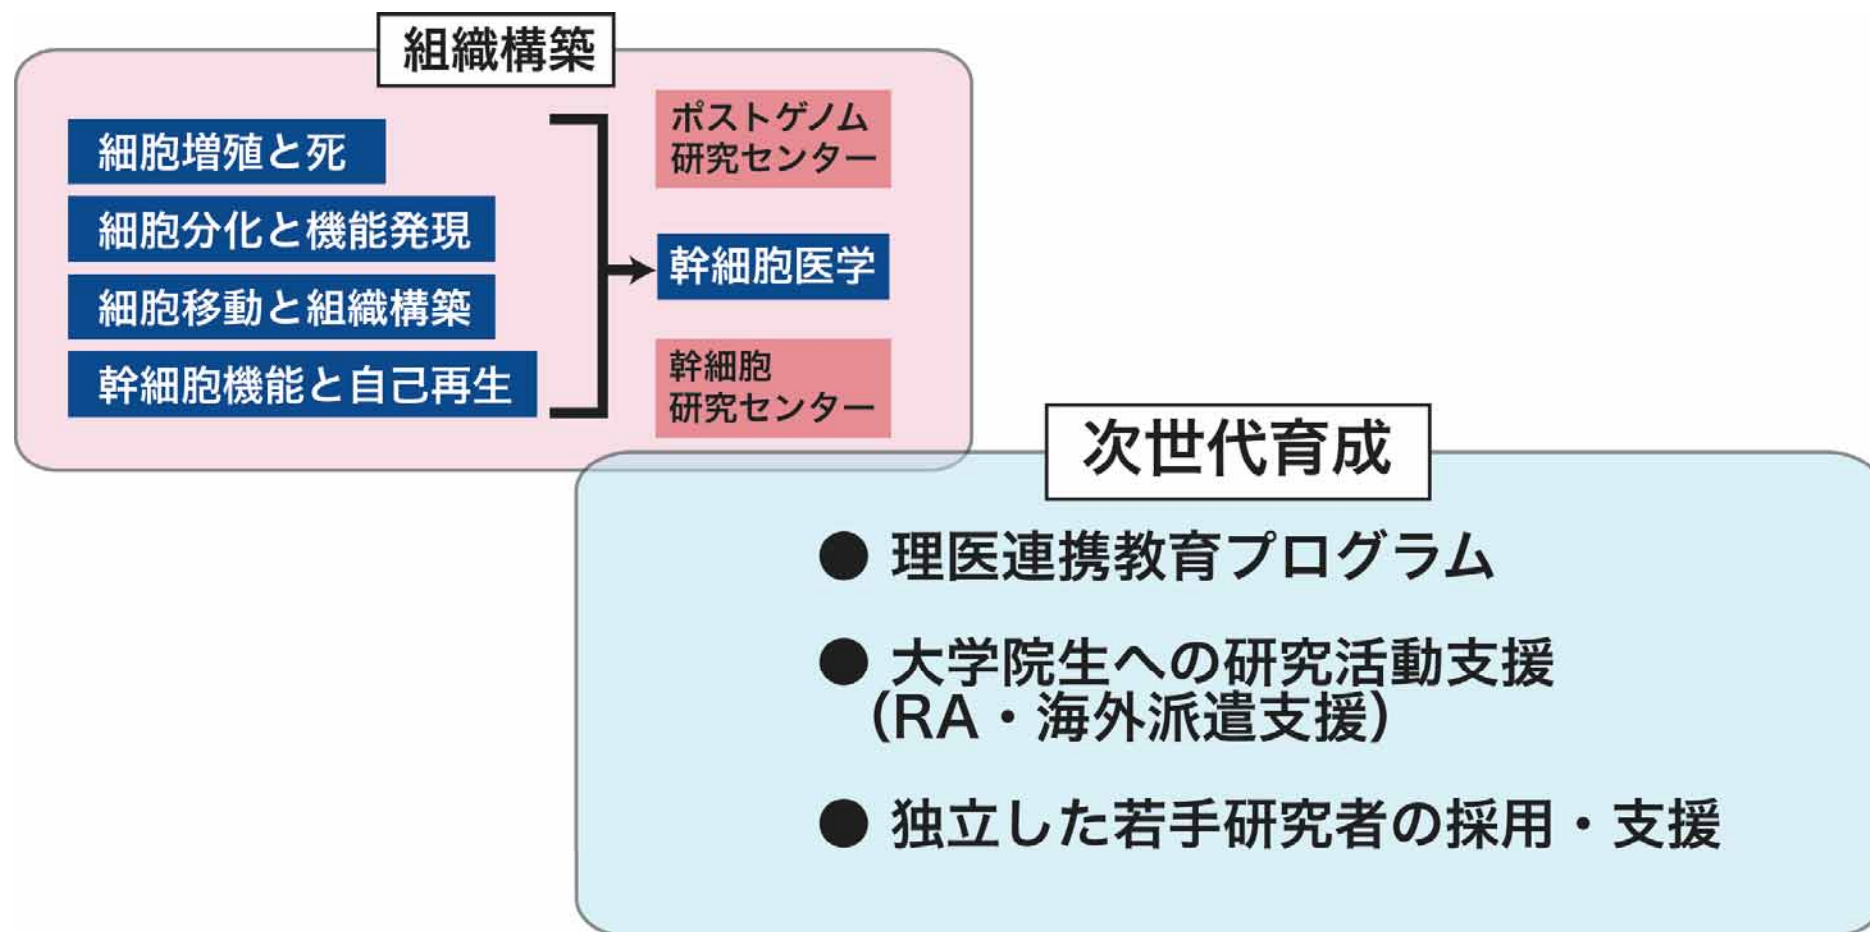 組織構築
細胞増殖と死
細胞分化と機能発現
細胞移動と組織構築
幹細胞機能と自己再生
ポストゲノム
研究センター
幹細胞医学
幹細胞
研究センター
次世代育成
● 理医連携教育プログラム
● 大学院生への研究活動支援
(RA・海外派遣支援)
● 独立した若手研究者の採用・支援